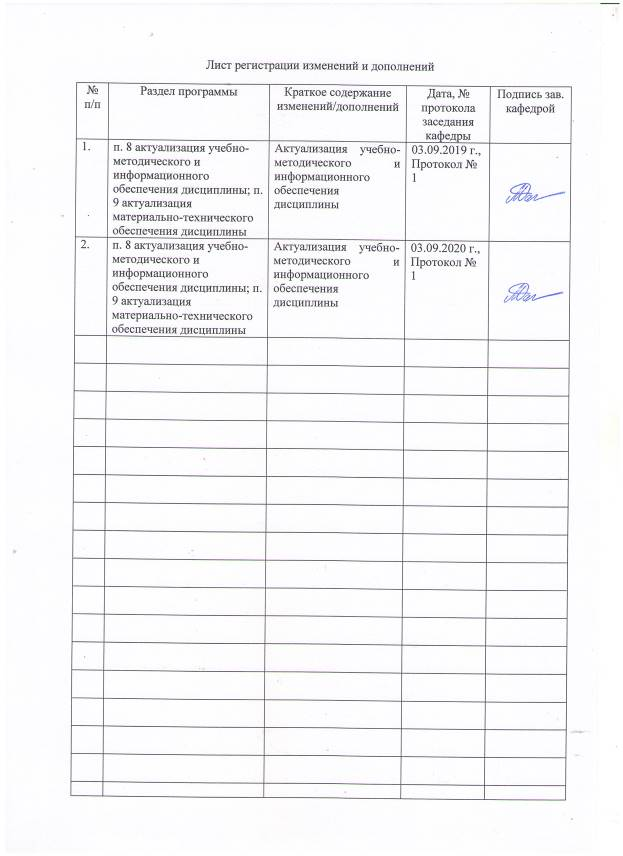 Лист регистрации изменений и дополнений
№
п/п
Раздел программы
Краткое содержание
изменений/дополнений
Дата, №
протокола
заседания
кафедры
Подпись зав.
кафедрой
1.
п. 8 актуализация учебно-
методического и
информационного
обеспечения дисциплины; п.
9 актуализация
материально-технического
обеспечения дисциплины
Актуализация учебно-
методического и
информационного
обеспечения
дисциплины
03.09.2019 г.,
Протокол №
1
2.
п. 8 актуализация учебно-
методического и
информационного
обеспечения дисциплины; п.
9 актуализация
материально-технического
обеспечения дисциплины
Актуализация учебно-
методического и
информационного
обеспечения
дисциплины
03.09.2020 г.,
Протокол №
1